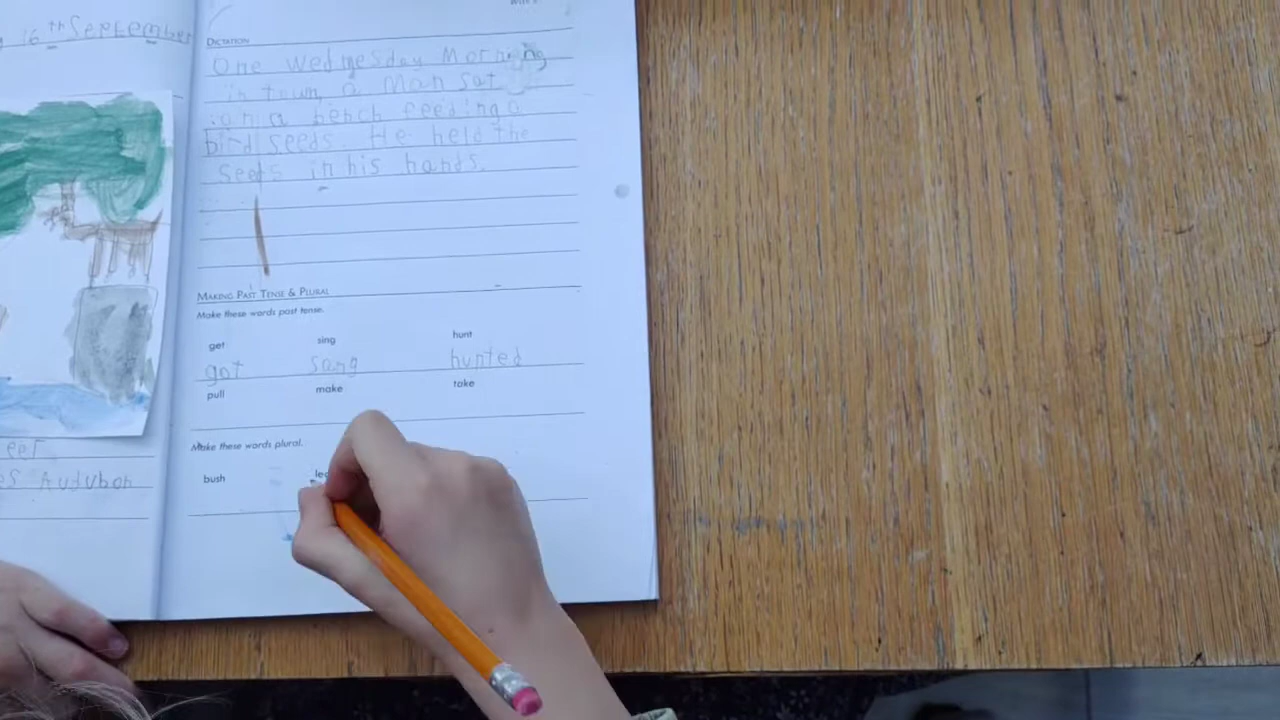 16th September
DICTATION
One Wednesday Morning
in town a Man sat
on a bench feeding a
bird seeds. He held the
seeds in his hands.
MAKING PAST TENSE & PLURAL
Make these words past tense.
get sing hunt
got sang hunted
pull make take
Make these words plural.
bush
Audubon